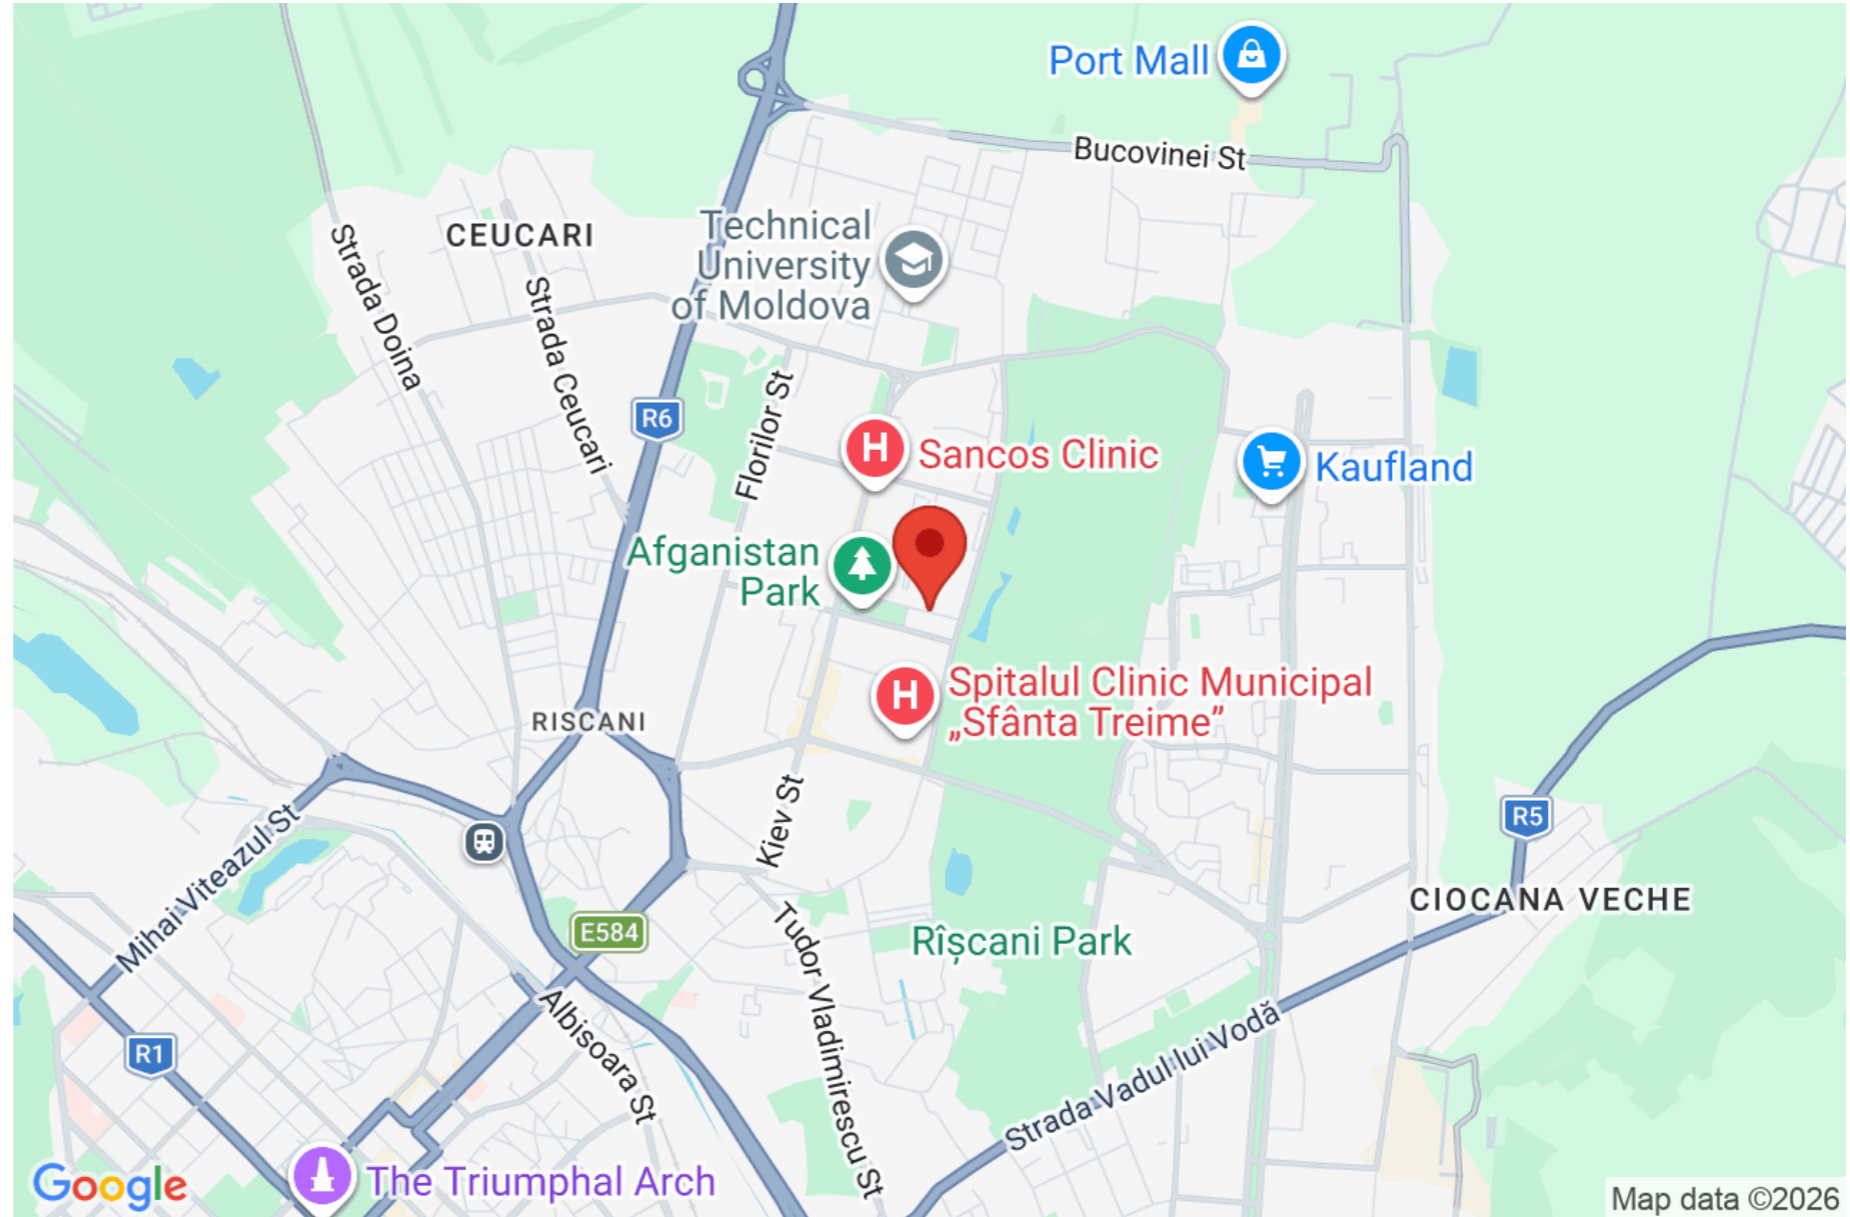 Port Mall
Bucovinei St
CEUCARI
Technical
University
of Moldova
Strada Doina
Strada Ceucari
R6
Florilor St
H
Sancos Clinic
Kaufland
Afganistan
Park
H
Spitalul Clinic Municipal
„Sfânta Treime”
RISCANI
Mihai Viteazul St
Kiev St
R5
CIOCANA VECHE
E584
Rîșcani Park
Tudor Vladimirescu St
Albisoara St
R1
Strada Vadul lui Vodă
Google
The Triumphal Arch
Map data ©2026